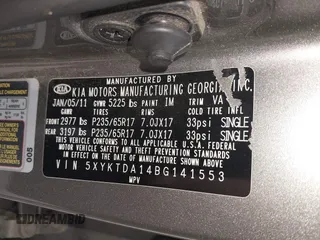 MANUFACTURED BY
KIA KIA MOTORS MANUFACTURING GEORGIA, INC.
JAN/05/11 GVWR 5225 lbs PAINT IM TRIM VA
GAWR TIRES RIMS COLD TIRE INFL
FRONT 2977 lbs P235/65R17 7.0JX17 33psi SINGLE
REAR 3197 lbs P235/65R17 7.0JX17 33psi SINGLE
THIS VEHICLE CONFORMS TO ALL APPLICABLE
U.S. FEDERAL MOTOR VEHICLE SAFETY AND
THEFT PREVENTION STANDARDS IN EFFECT ON
THE DATE OF MANUFACTURE SHOWN ABOVE.
VIN 5XYKTDA14BG141553
MPV
IDREAMBID